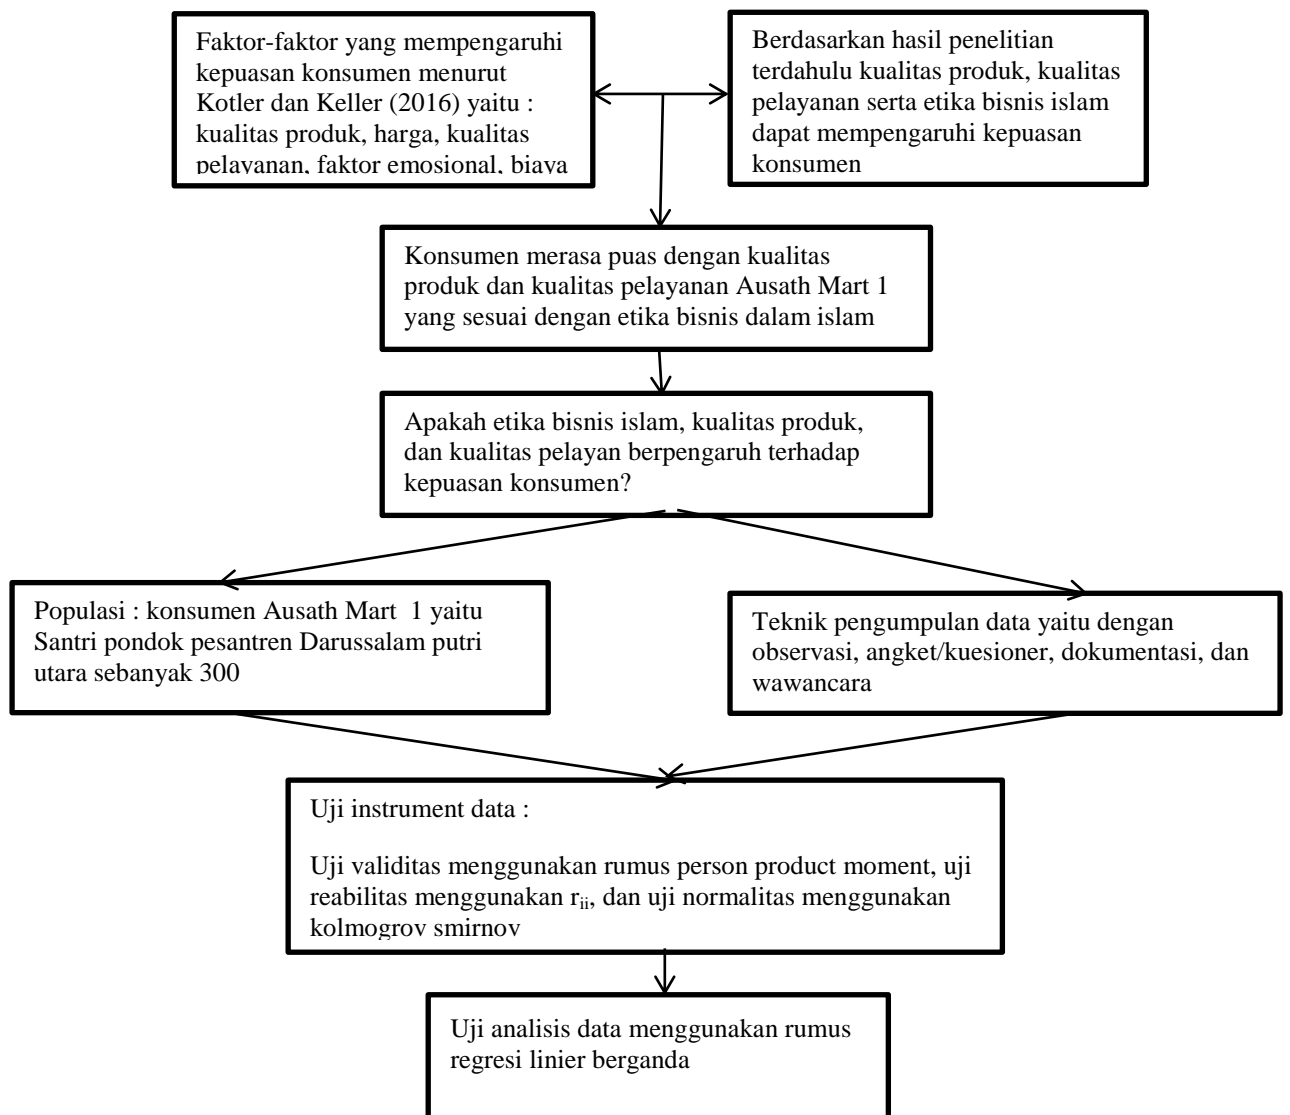 Faktor-faktor yang mempengaruhi
kepuasan konsumen menurut
Kotler dan Keller (2016) yaitu :
kualitas produk, harga, kualitas
pelayanan, faktor emosional, biaya
Berdasarkan hasil penelitian
terdahulu kualitas produk, kualitas
pelayanan serta etika bisnis islam
dapat mempengaruhi kepuasan
konsumen
Konsumen merasa puas dengan kualitas
produk dan kualitas pelayanan Ausath Mart 1
yang sesuai dengan etika bisnis dalam islam
Apakah etika bisnis islam, kualitas produk,
dan kualitas pelayan berpengaruh terhadap
kepuasan konsumen?
Populasi : konsumen Ausath Mart 1 yaitu
Santri pondok pesantren Darussalam putri
utara sebanyak 300
Teknik pengumpulan data yaitu dengan
observasi, angket/kuesioner, dokumentasi, dan
wawancara
Uji instrument data :
Uji validitas menggunakan rumus person product moment, uji
reabilitas menggunakan rii, dan uji normalitas menggunakan
kolmogrov smirnov
Uji analisis data menggunakan rumus
regresi linier berganda